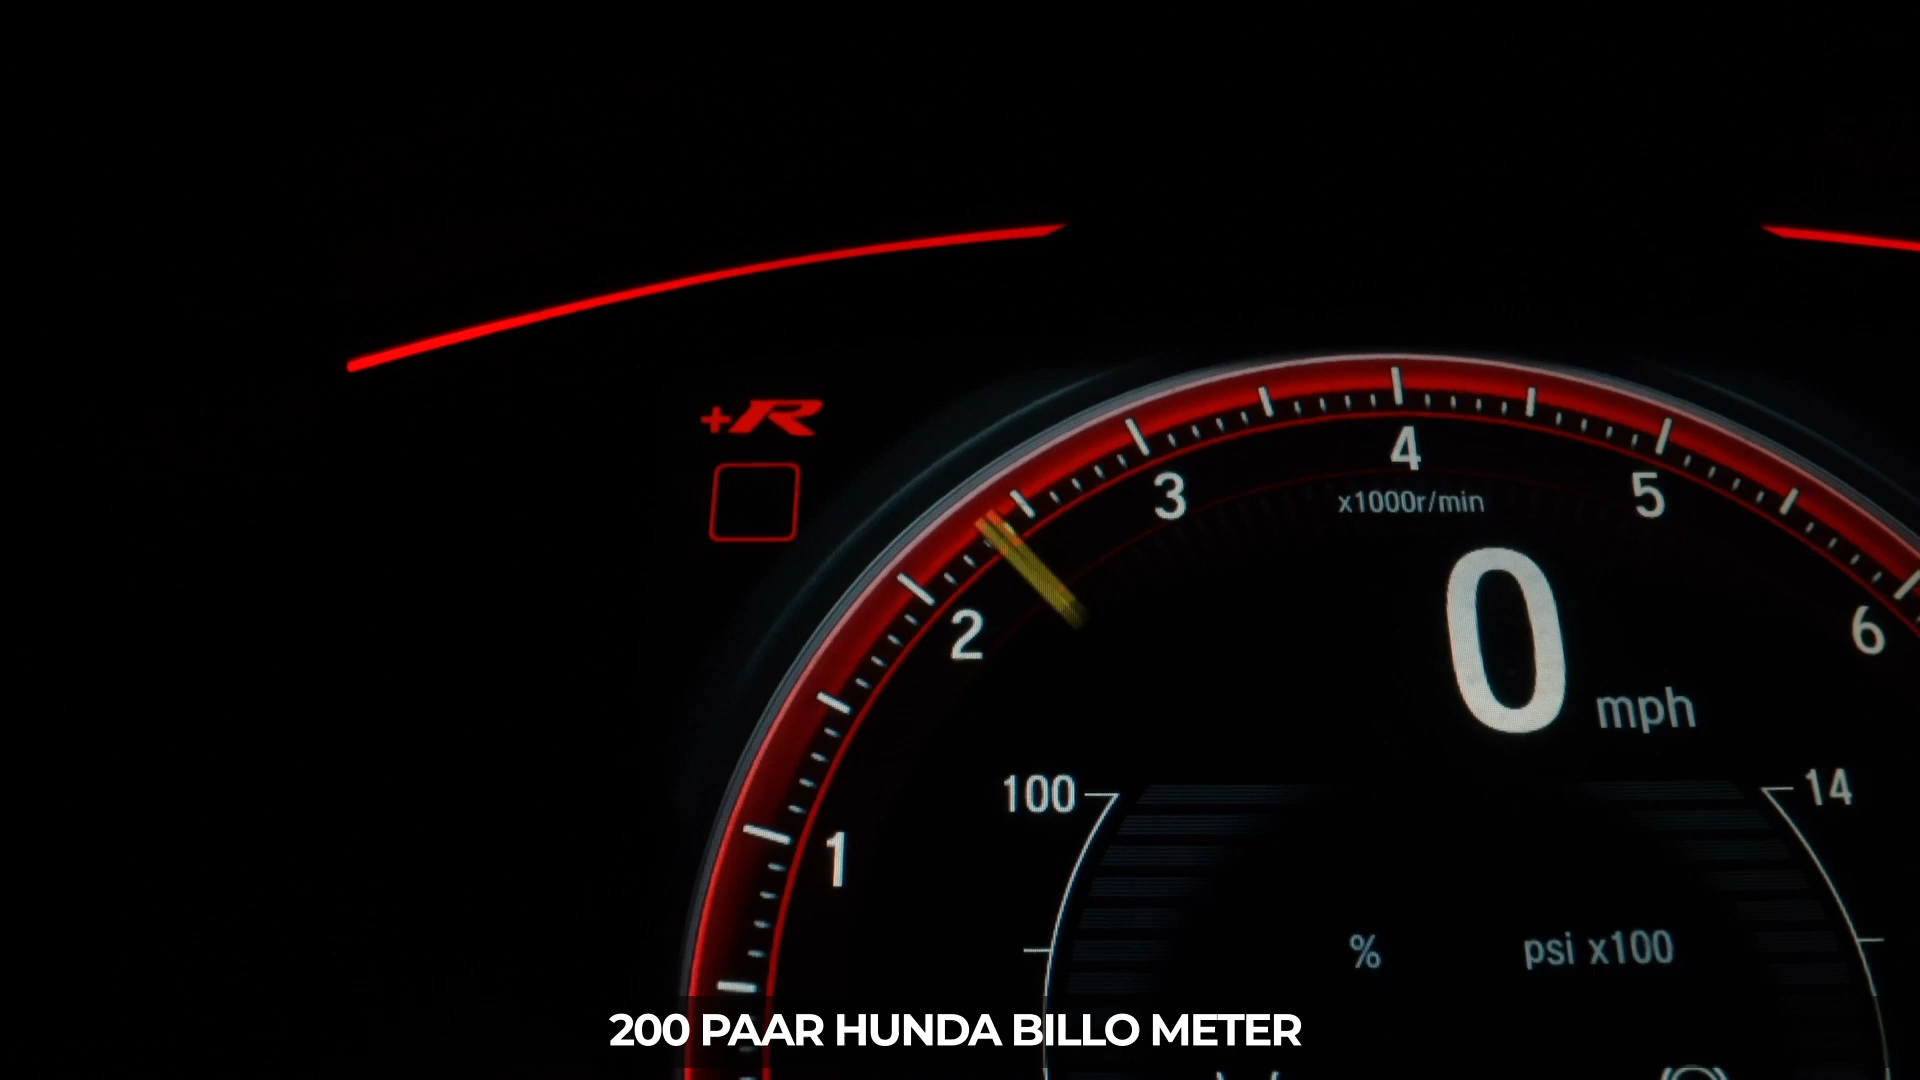 +R
4
3
5
x1000r/min
2
6
0 mph
100
14
1
% psi x100
200 PAAR HUNDA BILLO METER